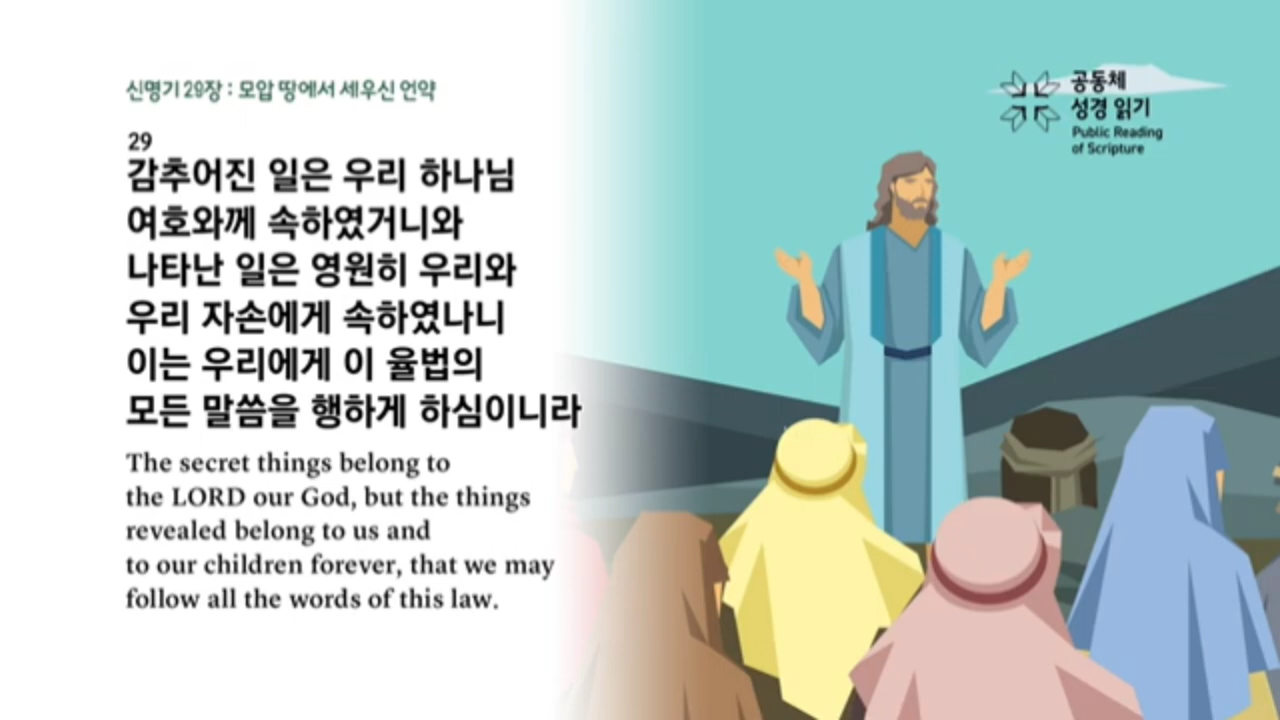 신명기 29장 : 모압 땅에서 세우신 언약
공동체
성경 읽기
Public Reading
of Scripture
29
감추어진 일은 우리 하나님
여호와께 속하였거니와
나타난 일은 영원히 우리와
우리 자손에게 속하였나니
이는 우리에게 이 율법의
모든 말씀을 행하게 하심이니라
The secret things belong to
the LORD our God, but the things
revealed belong to us and
to our children forever, that we may
follow all the words of this law.